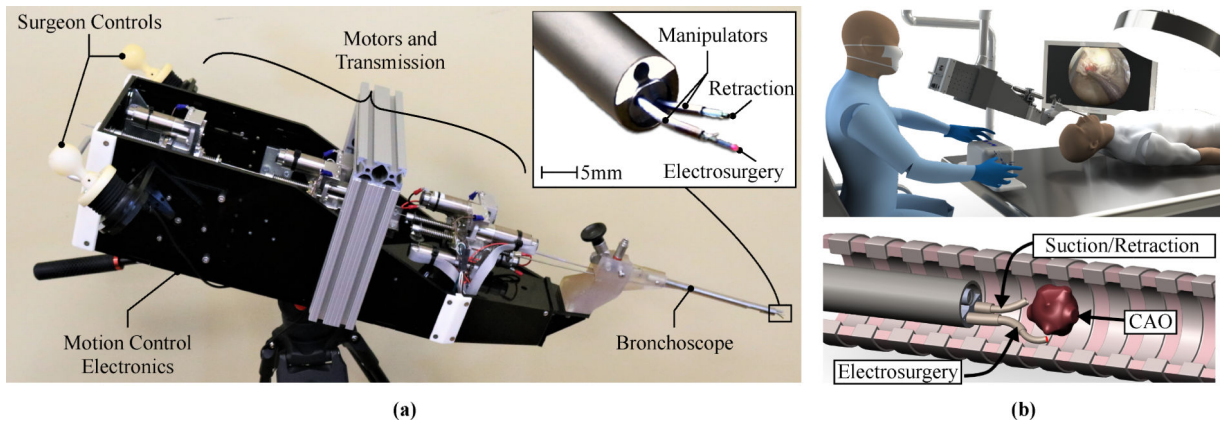 Surgeon Controls
Motors and
Transmission
Manipulators
Retraction
Electrosurgery
5mm
Motion Control
Electronics
Bronchoscope
(a)
Suction/Retraction
CAO
Electrosurgery
(b)